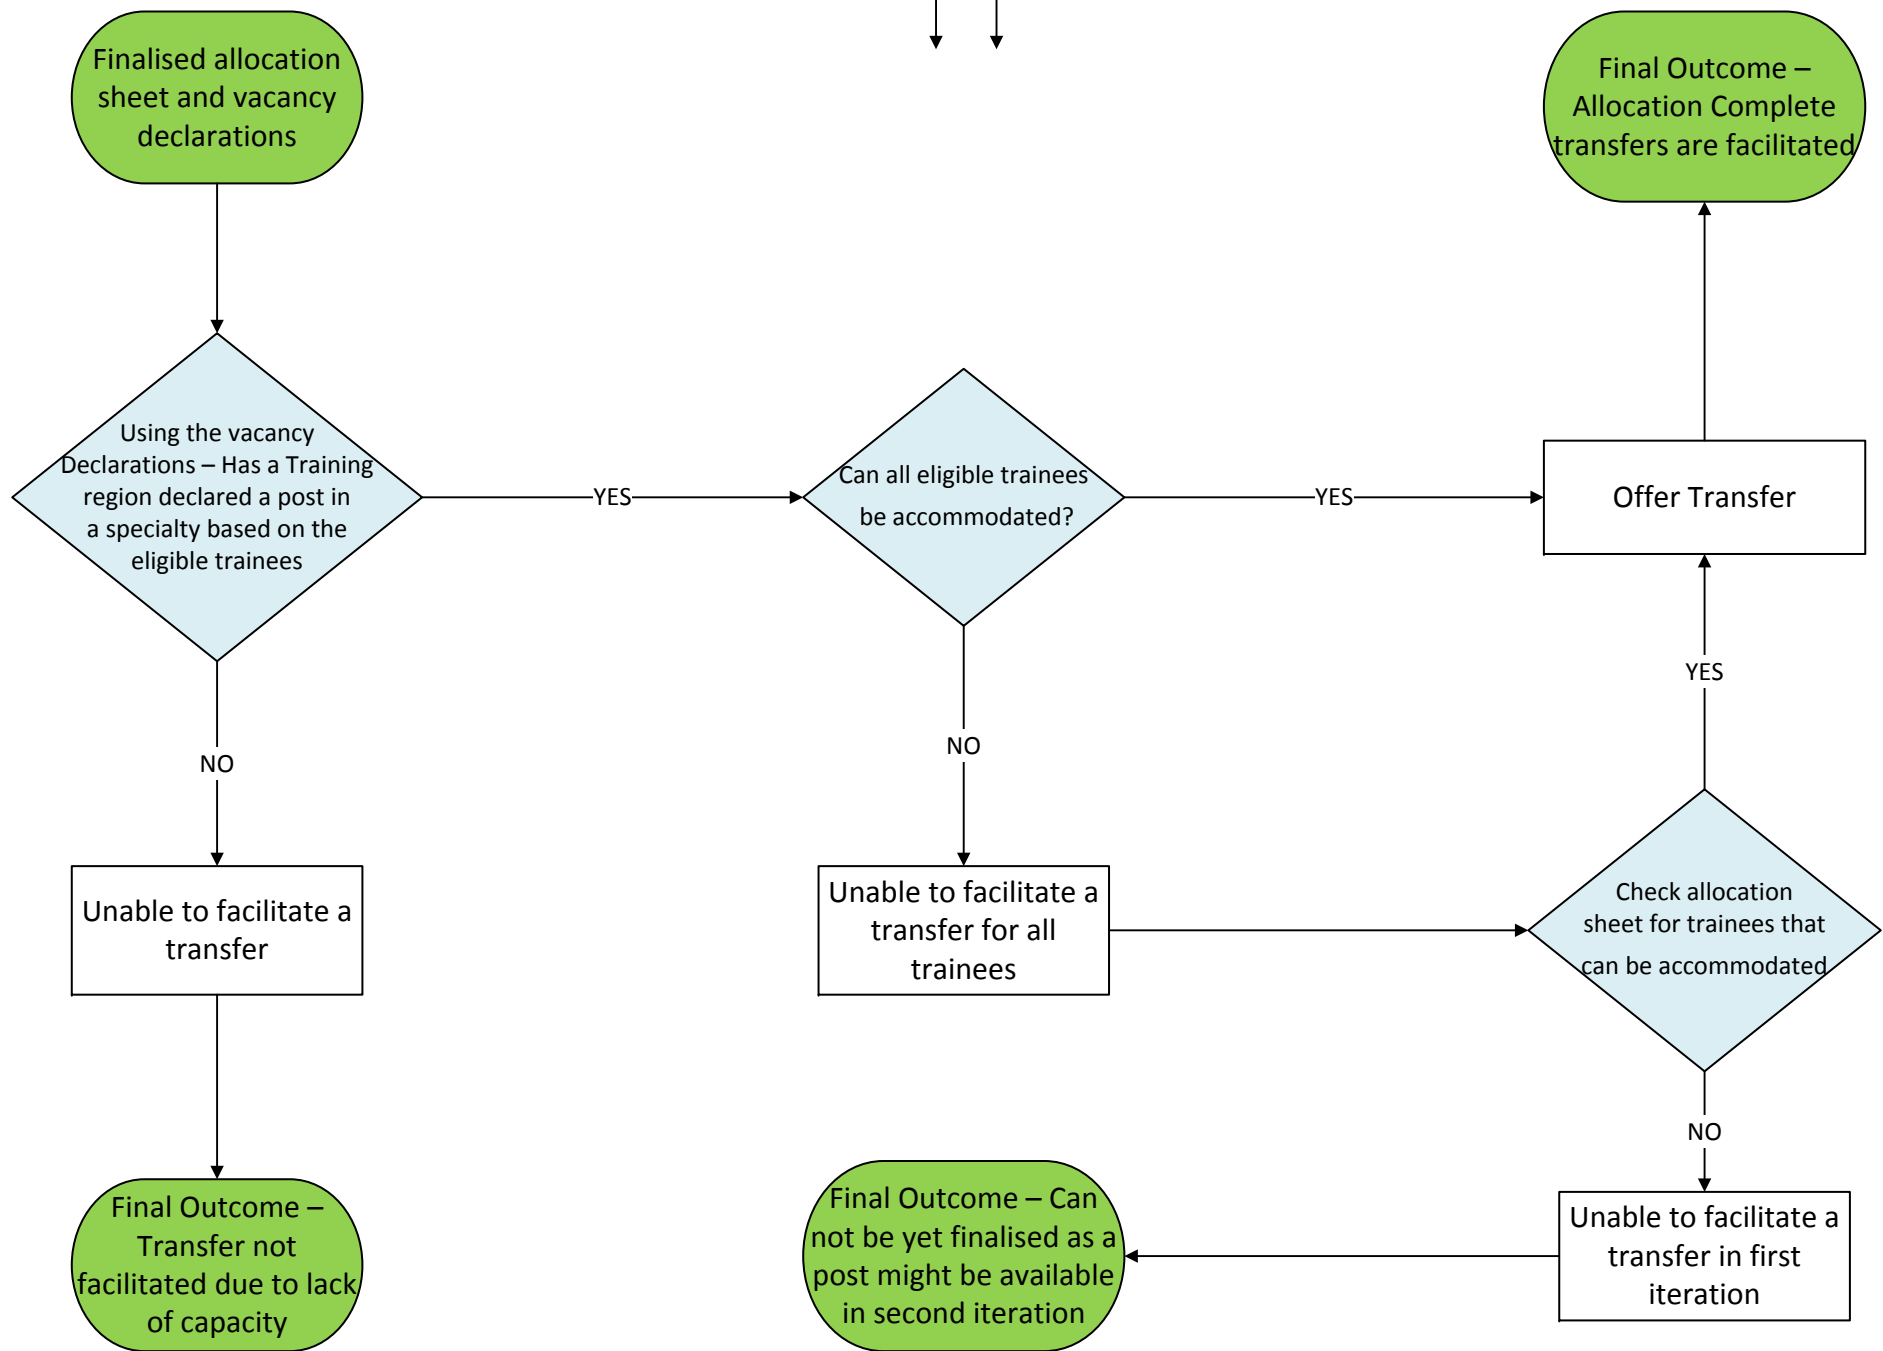 Finalised allocation
sheet and vacancy
declarations
Final Outcome –
Allocation Complete
transfers are facilitated
Using the vacancy
Declarations – Has a Training
region declared a post in
a specialty based on the
eligible trainees
YES
Can all eligible trainees
be accommodated?
YES
Offer Transfer
YES
NO
NO
Unable to facilitate a
transfer
Unable to facilitate a
transfer for all
trainees
Check allocation
sheet for trainees that
can be accommodated
NO
Final Outcome –
Transfer not
facilitated due to lack
of capacity
Final Outcome – Can
not be yet finalised as a
post might be available
in second iteration
Unable to facilitate a
transfer in first
iteration